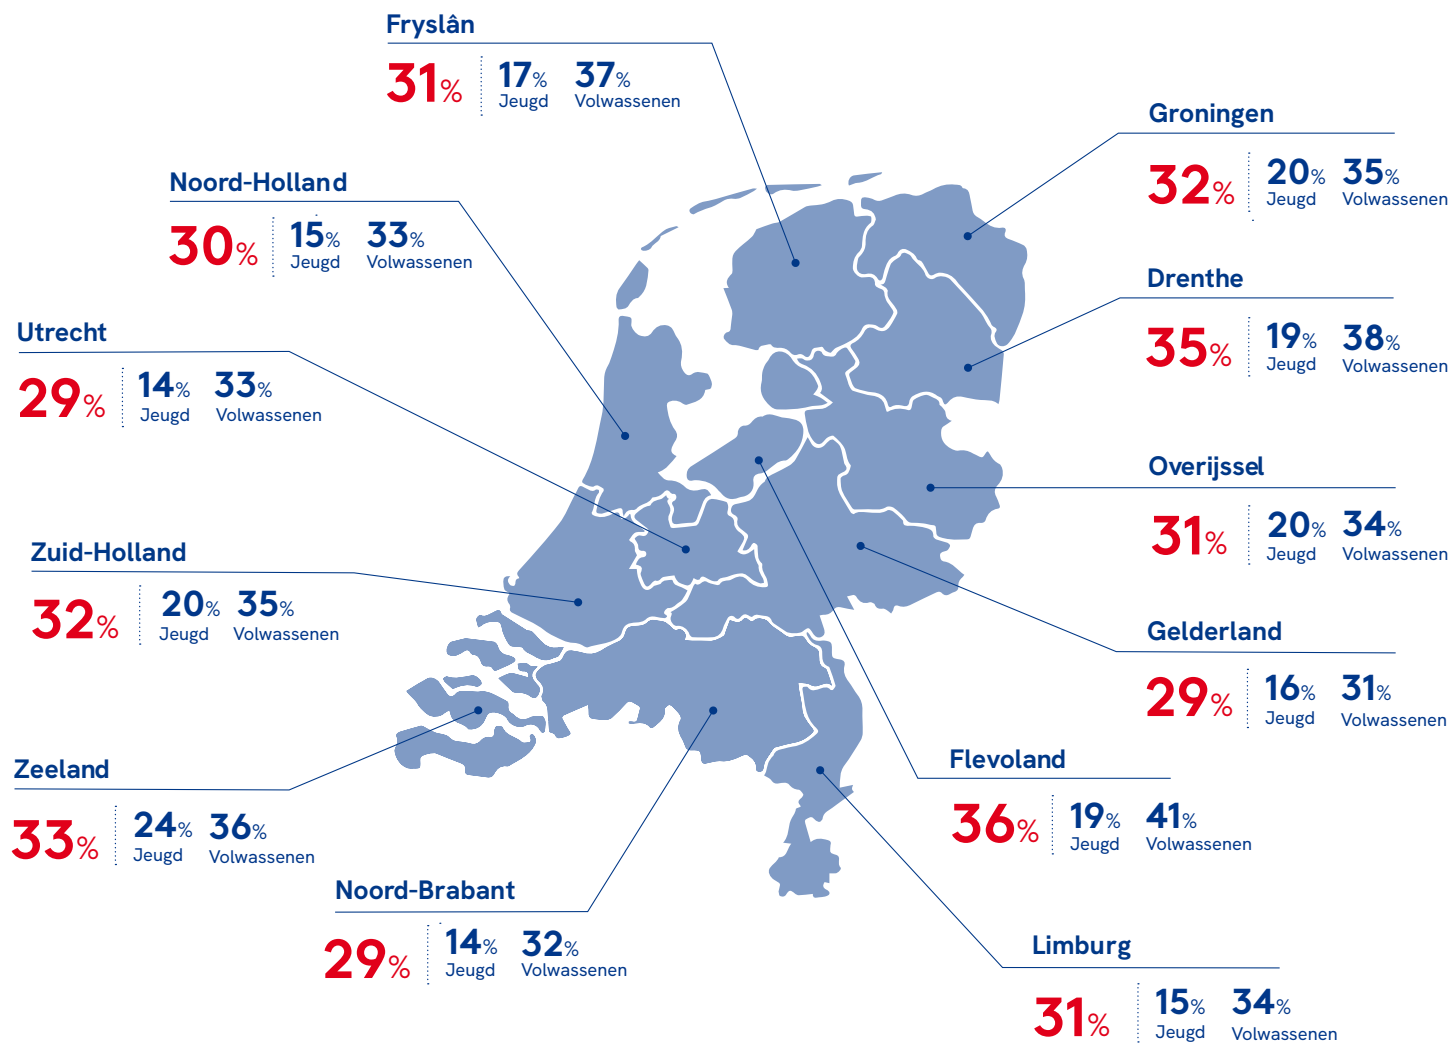 Fryslân
31%
17% 37%
Jeugd Volwassenen
Groningen
32%
20% 35%
Jeugd Volwassenen
Noord-Holland
30%
15% 33%
Jeugd Volwassenen
Drenthe
35%
19% 38%
Jeugd Volwassenen
Utrecht
29%
14% 33%
Jeugd Volwassenen
Overijssel
31%
20% 34%
Jeugd Volwassenen
Zuid-Holland
32%
20% 35%
Jeugd Volwassenen
Gelderland
29%
16% 31%
Jeugd Volwassenen
Zeeland
33%
24% 36%
Jeugd Volwassenen
Flevoland
36%
19% 41%
Jeugd Volwassenen
Noord-Brabant
29%
14% 32%
Jeugd Volwassenen
Limburg
31%
15% 34%
Jeugd Volwassenen